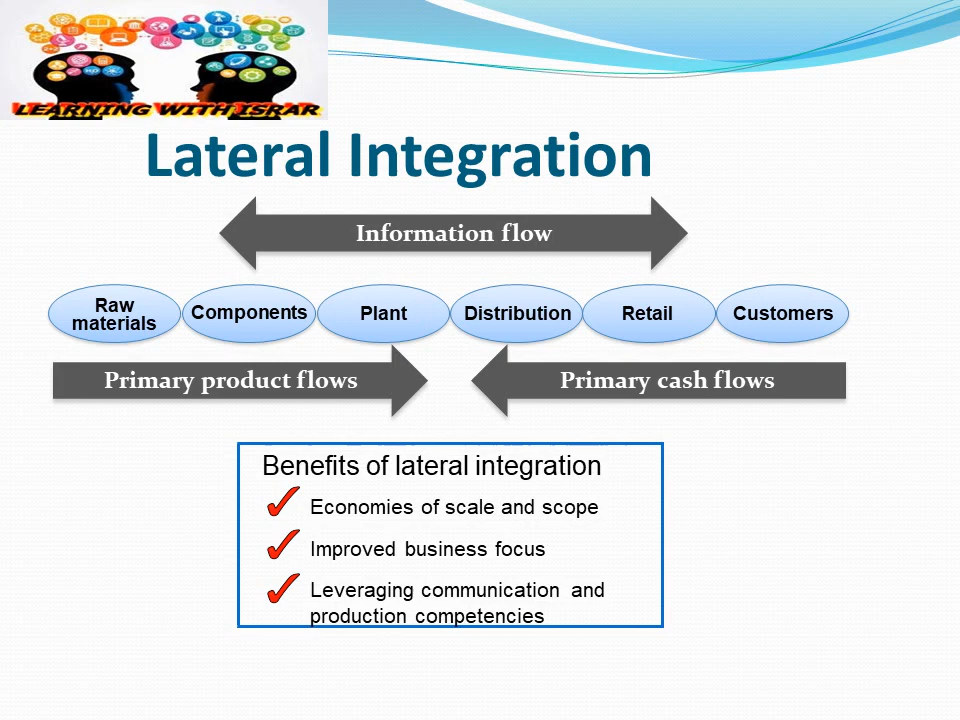 LEARNING WITH ISRAR
Lateral Integration
Information flow
Raw
materials
Components
Plant
Distribution
Retail
Customers
Primary product flows
Primary cash flows
Benefits of lateral integration
Economies of scale and scope
Improved business focus
Leveraging communication and
production competencies